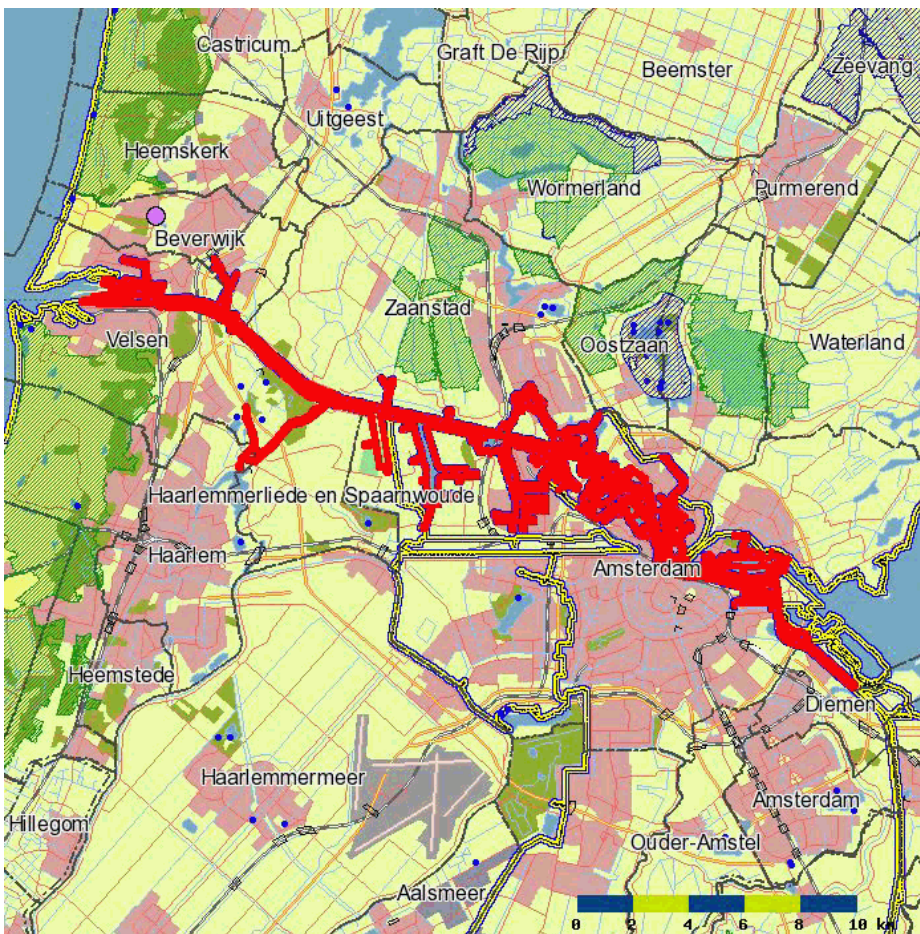 Castricum
Graft De Rijp
Beemster
Zeevang
Uitgeest
Heemskerk
Wormerland
Purmerend
Beverwijk
Zaanstad
Velsen
Oostzaan
Waterland
Haarlemmerliede en Spaarnwoude
Haarlem
Amsterdam
Heemstede
Diemen
Haarlemmermeer
Amsterdam
Hillegom
Ouder-Amstel
Aalsmeer
0 2 4 6 8 10 km